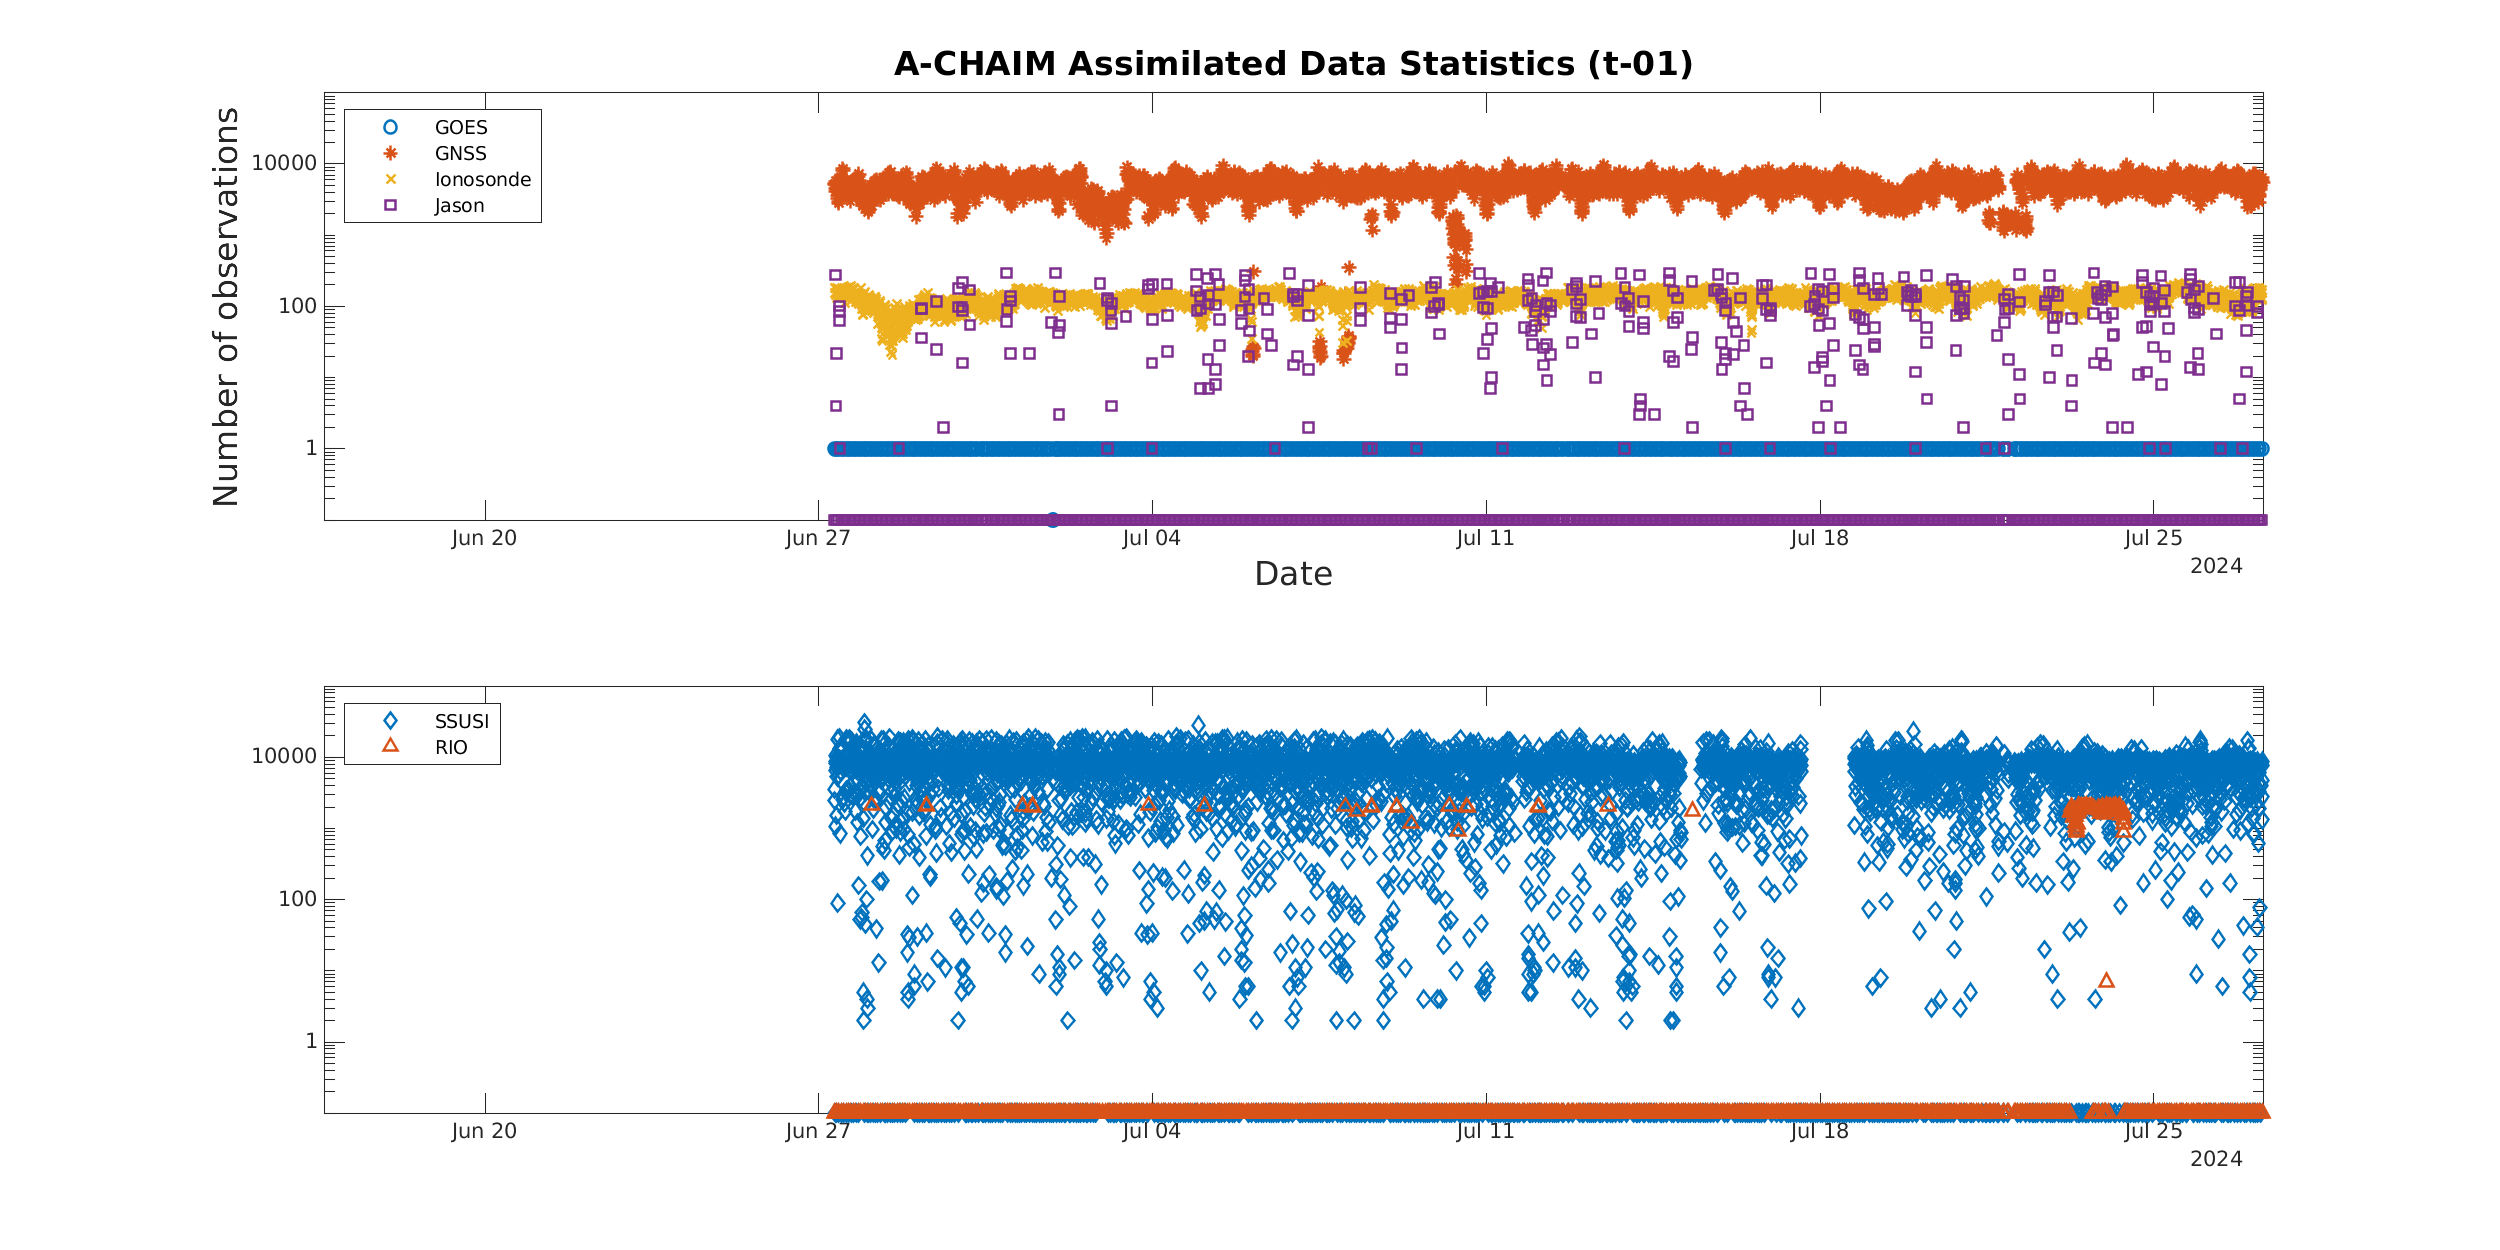 A-CHAIM Assimilated Data Statistics (t-01)
Number of observations
10000
100
1
GOES
GNSS
Ionosonde
Jason
Jun 20
Jun 27
Jul 04
Jul 11
Jul 18
Jul 25
2024
Date
10000
100
1
SSUSI
RIO
Jun 20
Jun 27
Jul 04
Jul 11
Jul 18
Jul 25
2024